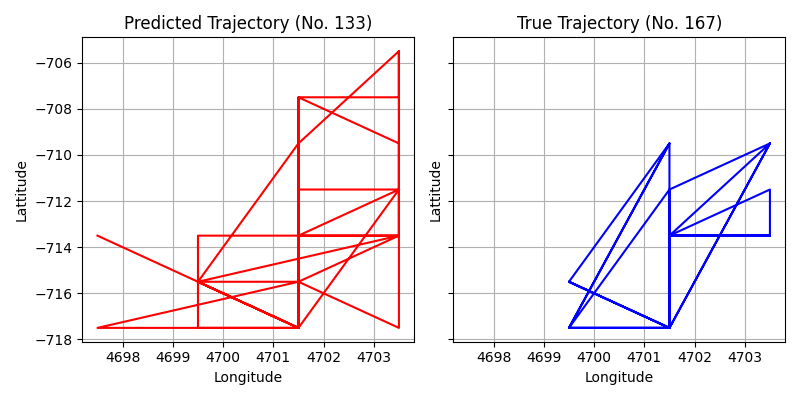 Predicted Trajectory (No. 133)
True Trajectory (No. 167)
Lattitude
−706
−708
−710
−712
−714
−716
−718
4698 4699 4700 4701 4702 4703
Longitude
Lattitude
4698 4699 4700 4701 4702 4703
Longitude